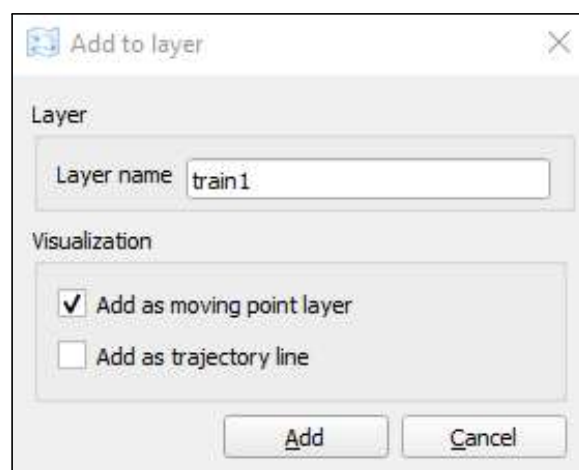 Add to layer
Layer
Layer name train1
Visualization
Add as moving point layer
Add as trajectory line
Add Cancel